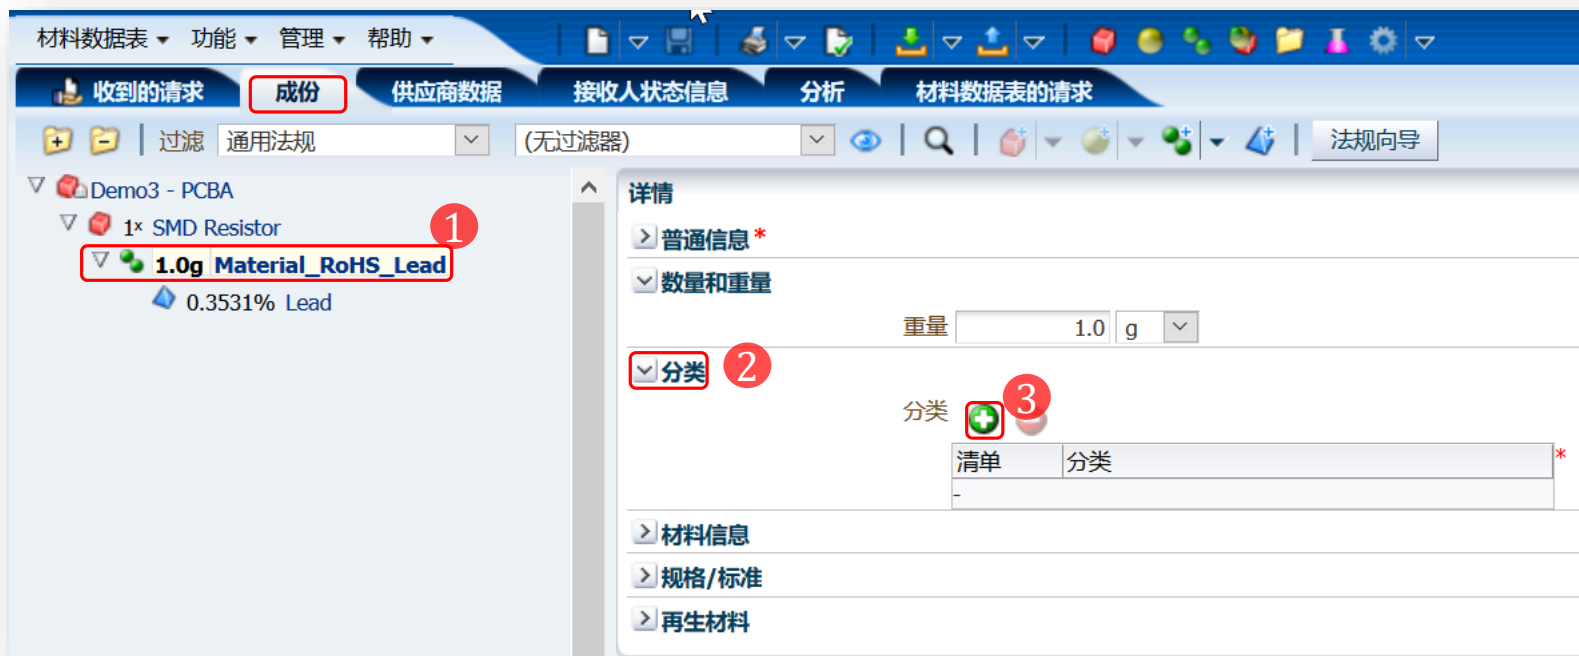 材料数据表 功能 管理 帮助
收到的请求 成份 供应商数据 接收人状态信息 分析 材料数据表的请求
过滤 通用法规 (无过滤器) 法规向导
Demo3 - PCBA
1x SMD Resistor
1
1.0g Material_RoHS_Lead
0.3531% Lead
详情
普通信息 *
数量和重量
重量 1.0 g
分类 2
分类 3
清单 分类 *
-
材料信息
规格/标准
再生材料